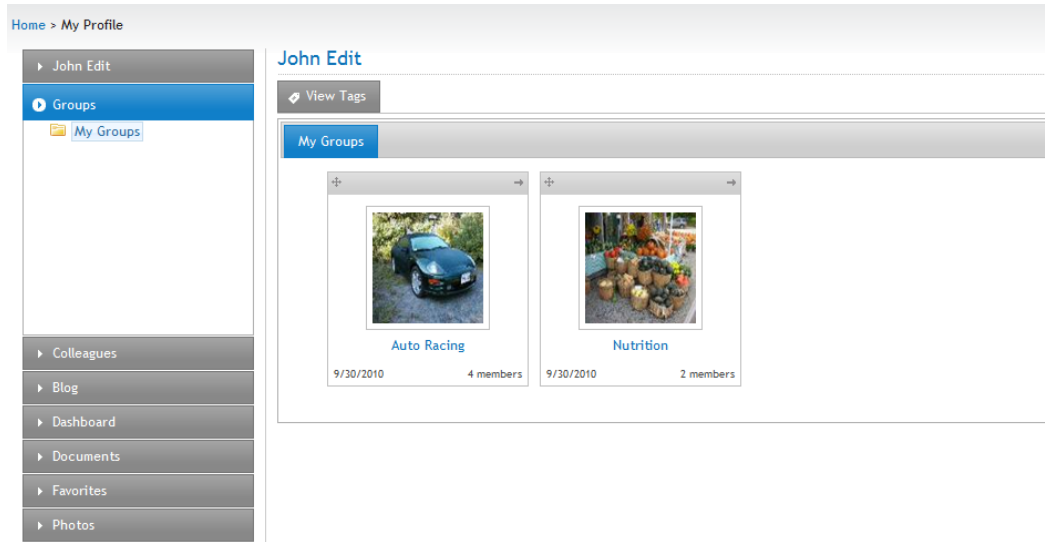 Home > My Profile
John Edit
Groups
My Groups
Colleagues
Blog
Dashboard
Documents
Favorites
Photos
John Edit
View Tags
My Groups
Auto Racing
9/30/2010 4 members
Nutrition
9/30/2010 2 members